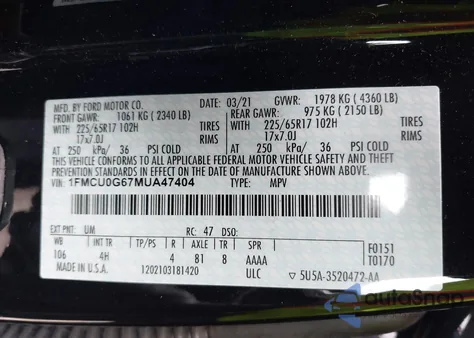 MFD. BY FORD MOTOR CO. 03/21 GVWR: 1978 KG ( 4360 LB)
FRONT GAWR: 1061 KG ( 2340 LB) REAR GAWR: 975 KG ( 2150 LB)
WITH 225/65R17 102H TIRES WITH 225/65R17 102H TIRES
17x7.0J RIMS 17x7.0J RIMS
AT 250 kPa/ 36 PSI COLD AT 250 kPa/ 36 PSI COLD
THIS VEHICLE CONFORMS TO ALL APPLICABLE FEDERAL MOTOR VEHICLE SAFETY AND THEFT
PREVENTION STANDARDS IN EFFECT ON THE DATE OF MANUFACTURE SHOWN ABOVE.
VIN: 1FMCU0G67MUA47404 TYPE: MPV
EXT PNT: UM RC: 47 DSO:
WB INT TR TP/PS R AXLE TR SPR F0151
106 4H 4 81 8 AAAA T0170
MADE IN U.S.A. 1202103181420 ULC 5U5A-3520472-AA
autoSnap